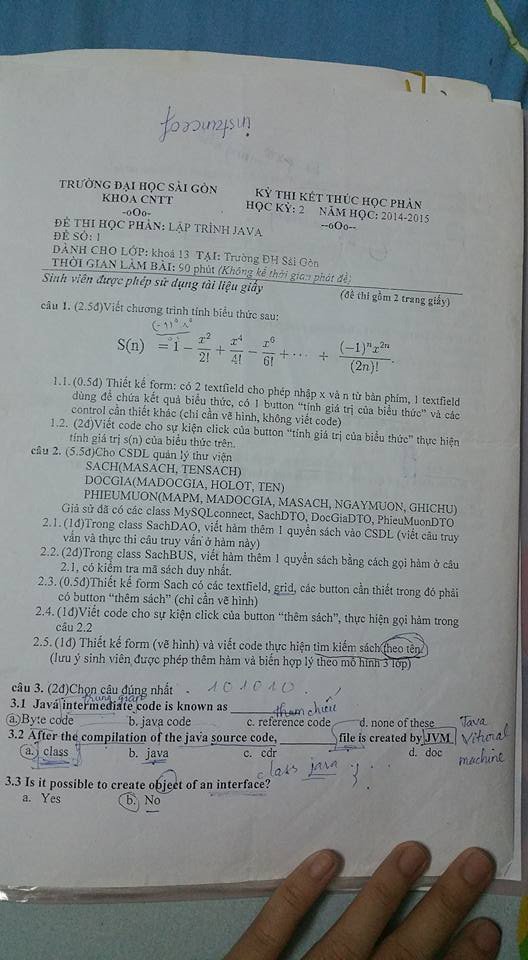 instanceof
TRƯỜNG ĐẠI HỌC SÀI GÒN
KHOA CNTT
-oOo-
KỲ THI KẾT THÚC HỌC PHẦN
HỌC KỲ: 2 NĂM HỌC: 2014-2015
--oOo--
ĐỀ THI HỌC PHẦN: LẬP TRÌNH JAVA
ĐỀ SỐ: 1
DÀNH CHO LỚP: khoá 13 TẠI: Trường ĐH Sài Gòn
THỜI GIAN LÀM BÀI: 90 phút (Không kể thời gian phát đề)
Sinh viên được phép sử dụng tài liệu giấy (đề thi gồm 2 trang giấy)
câu 1. (2.5đ)Viết chương trình tính biểu thức sau:
S(n) = 1 - x²/2! + x⁴/4! - x⁶/6! + ··· + (-1)ⁿx²ⁿ/(2n)!.
1.1. (0.5đ) Thiết kế form: có 2 textfield cho phép nhập x và n từ bàn phím, 1 textfield
dùng để chứa kết quả biểu thức, có 1 button “tính giá trị của biểu thức” và các
control cần thiết khác (chỉ cần vẽ hình, không viết code)
1.2. (2đ)Viết code cho sự kiện click của button “tính giá trị của biểu thức” thực hiện
tính giá trị s(n) của biểu thức trên.
câu 2. (5.5đ)Cho CSDL quản lý thư viện
SACH(MASACH, TENSACH)
DOCGIA(MADOCGIA, HOLOT, TEN)
PHIEUMUON(MAPM, MADOCGIA, MASACH, NGAYMUON, GHICHU)
Giả sử đã có các class MySQLconnect, SachDTO, DocGiaDTO, PhieuMuonDTO
2.1. (1đ)Trong class SachDAO, viết hàm thêm 1 quyển sách vào CSDL (viết câu truy
vấn và thực thi câu truy vấn ở hàm này)
2.2. (2đ)Trong class SachBUS, viết hàm thêm 1 quyển sách bằng cách gọi hàm ở câu
2.1, có kiểm tra mã sách duy nhất.
2.3. (0.5đ)Thiết kế form Sach có các textfield, grid, các button cần thiết trong đó phải
có button “thêm sách” (chỉ cần vẽ hình)
2.4. (1đ)Viết code cho sự kiện click của button “thêm sách”, thực hiện gọi hàm trong
câu 2.2
2.5. (1đ) Thiết kế form (vẽ hình) và viết code thực hiện tìm kiếm sách (theo tên)
(lưu ý sinh viên được phép thêm hàm và biến hợp lý theo mô hình 3 lớp)
câu 3. (2đ)Chọn câu đúng nhất 101010
trung gian
3.1 Java intermediate code is known as
tham chiếu
a. Byte code b. java code c. reference code d. none of these
3.2 After the compilation of the java source code, file is created by JVM
Java
Vitoral
machine
a. class b. java c. cdr d. doc
class java
3.3 Is it possible to create object of an interface?
a. Yes b. No